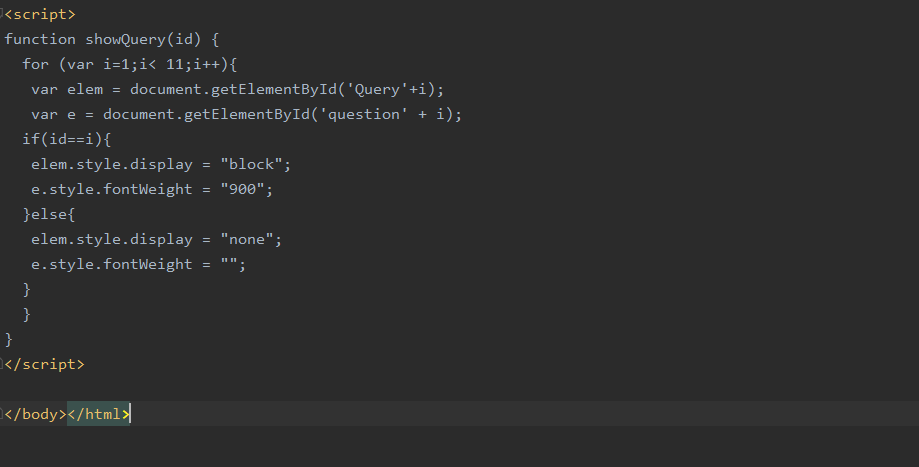 <script>
function showQuery(id) {
  for (var i=1;i< 11;i++){
   var elem = document.getElementById('Query'+i);
   var e = document.getElementById('question' + i);
  if(id==i){
   elem.style.display = "block";
   e.style.fontWeight = "900";
  }else{
   elem.style.display = "none";
   e.style.fontWeight = "";
  }
  }
}
</script>

</body></html>